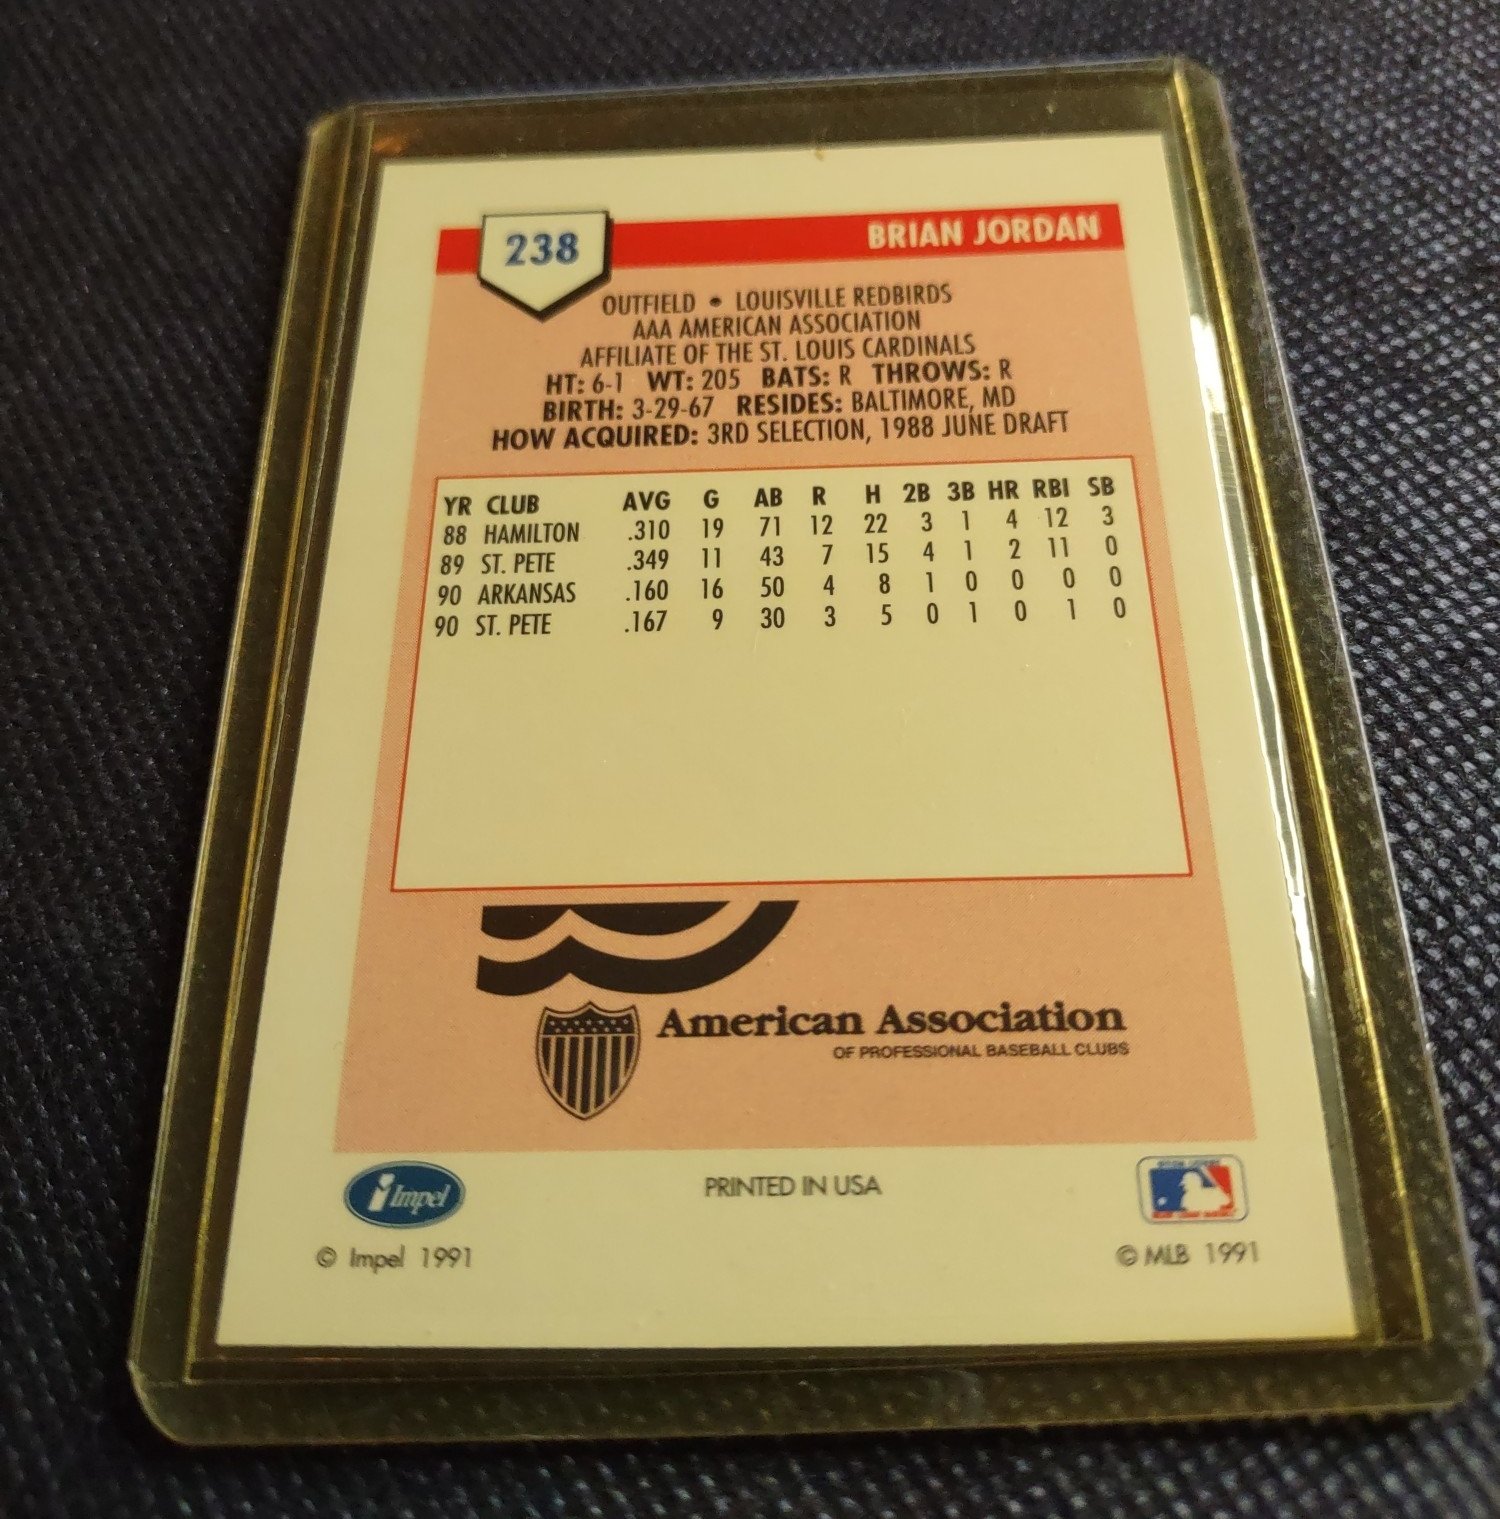 238
BRIAN JORDAN
OUTFIELD • LOUISVILLE REDBIRDS
AAA AMERICAN ASSOCIATION
AFFILIATE OF THE ST. LOUIS CARDINALS
HT: 6-1 WT: 205 BATS: R THROWS: R
BIRTH: 3-29-67 RESIDES: BALTIMORE, MD
HOW ACQUIRED: 3RD SELECTION, 1988 JUNE DRAFT
YR CLUB AVG G AB R H 2B 3B HR RBI SB
88 HAMILTON .310 19 71 12 22 3 1 4 12 3
89 ST. PETE .349 11 43 7 15 4 1 2 11 0
90 ARKANSAS .160 16 50 4 8 1 0 0 0 0
90 ST. PETE .167 9 30 3 5 0 1 0 1 0
American Association
OF PROFESSIONAL BASEBALL CLUBS
i Impel
PRINTED IN USA
© Impel 1991
© MLB 1991